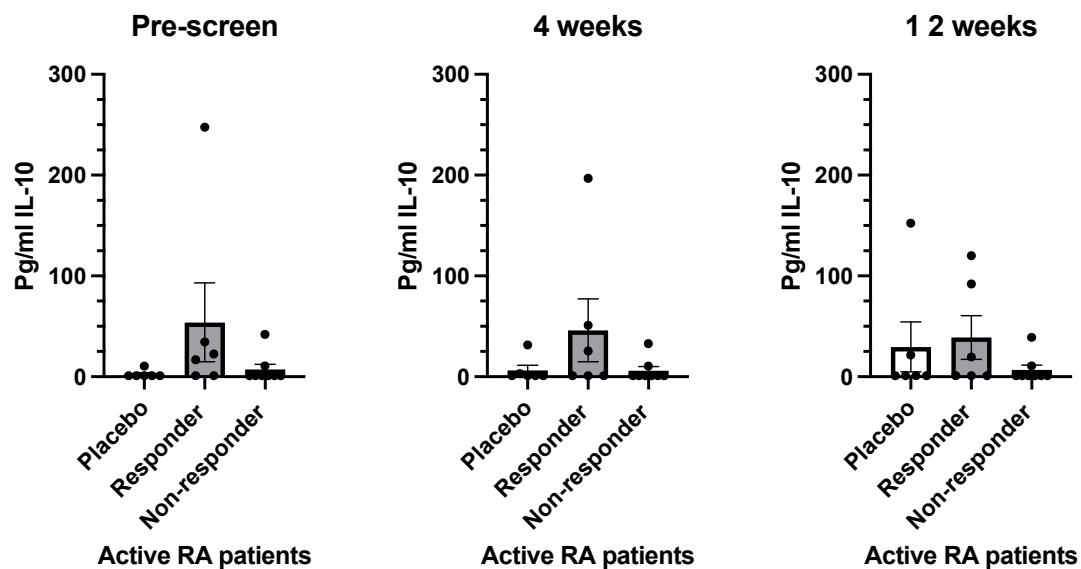 Pre-screen
300
200
100
0
Pg/ml IL-10
Placebo
Responder
Non-responder
Active RA patients
4 weeks
300
200
100
0
Pg/ml IL-10
Placebo
Responder
Non-responder
Active RA patients
1 2 weeks
300
200
100
0
Pg/ml IL-10
Placebo
Responder
Non-responder
Active RA patients